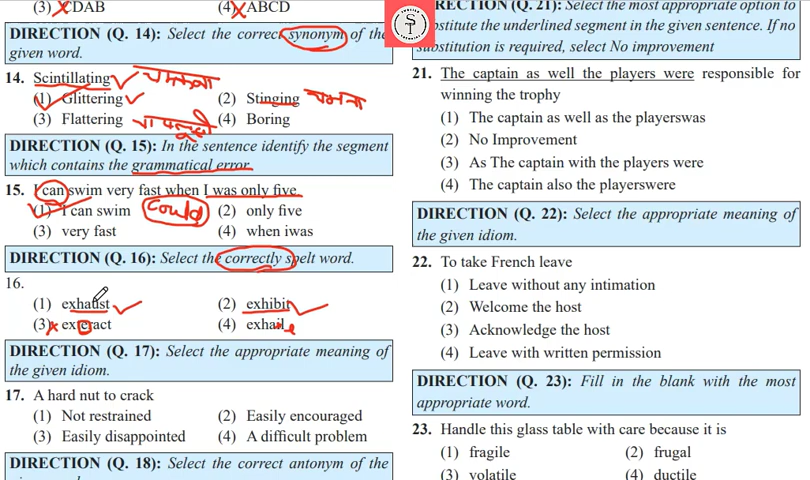 (3) CDAB (4) ABCD
DIRECTION (Q. 14): Select the correct synonym of the
given word.
14. Scintillating चमकना
(1) Glittering (2) Stinging चुभना
(3) Flattering चापलूसी (4) Boring
DIRECTION (Q. 15): In the sentence identify the segment
which contains the grammatical error.
15. I can swim very fast when I was only five.
(1) I can swim could (2) only five
(3) very fast (4) when iwas
DIRECTION (Q. 16): Select the correctly spelt word.
16.
(1) exhaust (2) exhibit
(4) exhail e
DIRECTION (Q. 17): Select the appropriate meaning of
the given idiom.
17. A hard nut to crack
(1) Not restrained (2) Easily encouraged
(3) Easily disappointed (4) A difficult problem
DIRECTION (Q. 18): Select the correct antonym of the
ST
RECTION (Q. 21): Select the most appropriate option to
bstitute the underlined segment in the given sentence. If no
substitution is required, select No improvement
21. The captain as well the players were responsible for
winning the trophy
(1) The captain as well as the playerswas
(2) No Improvement
(3) As The captain with the players were
(4) The captain also the playerswere
DIRECTION (Q. 22): Select the appropriate meaning of
the given idiom.
22. To take French leave
(1) Leave without any intimation
(2) Welcome the host
(3) Acknowledge the host
(4) Leave with written permission
DIRECTION (Q. 23): Fill in the blank with the most
appropriate word.
23. Handle this glass table with care because it is
(1) fragile (2) frugal
(3) volatile (4) ductile